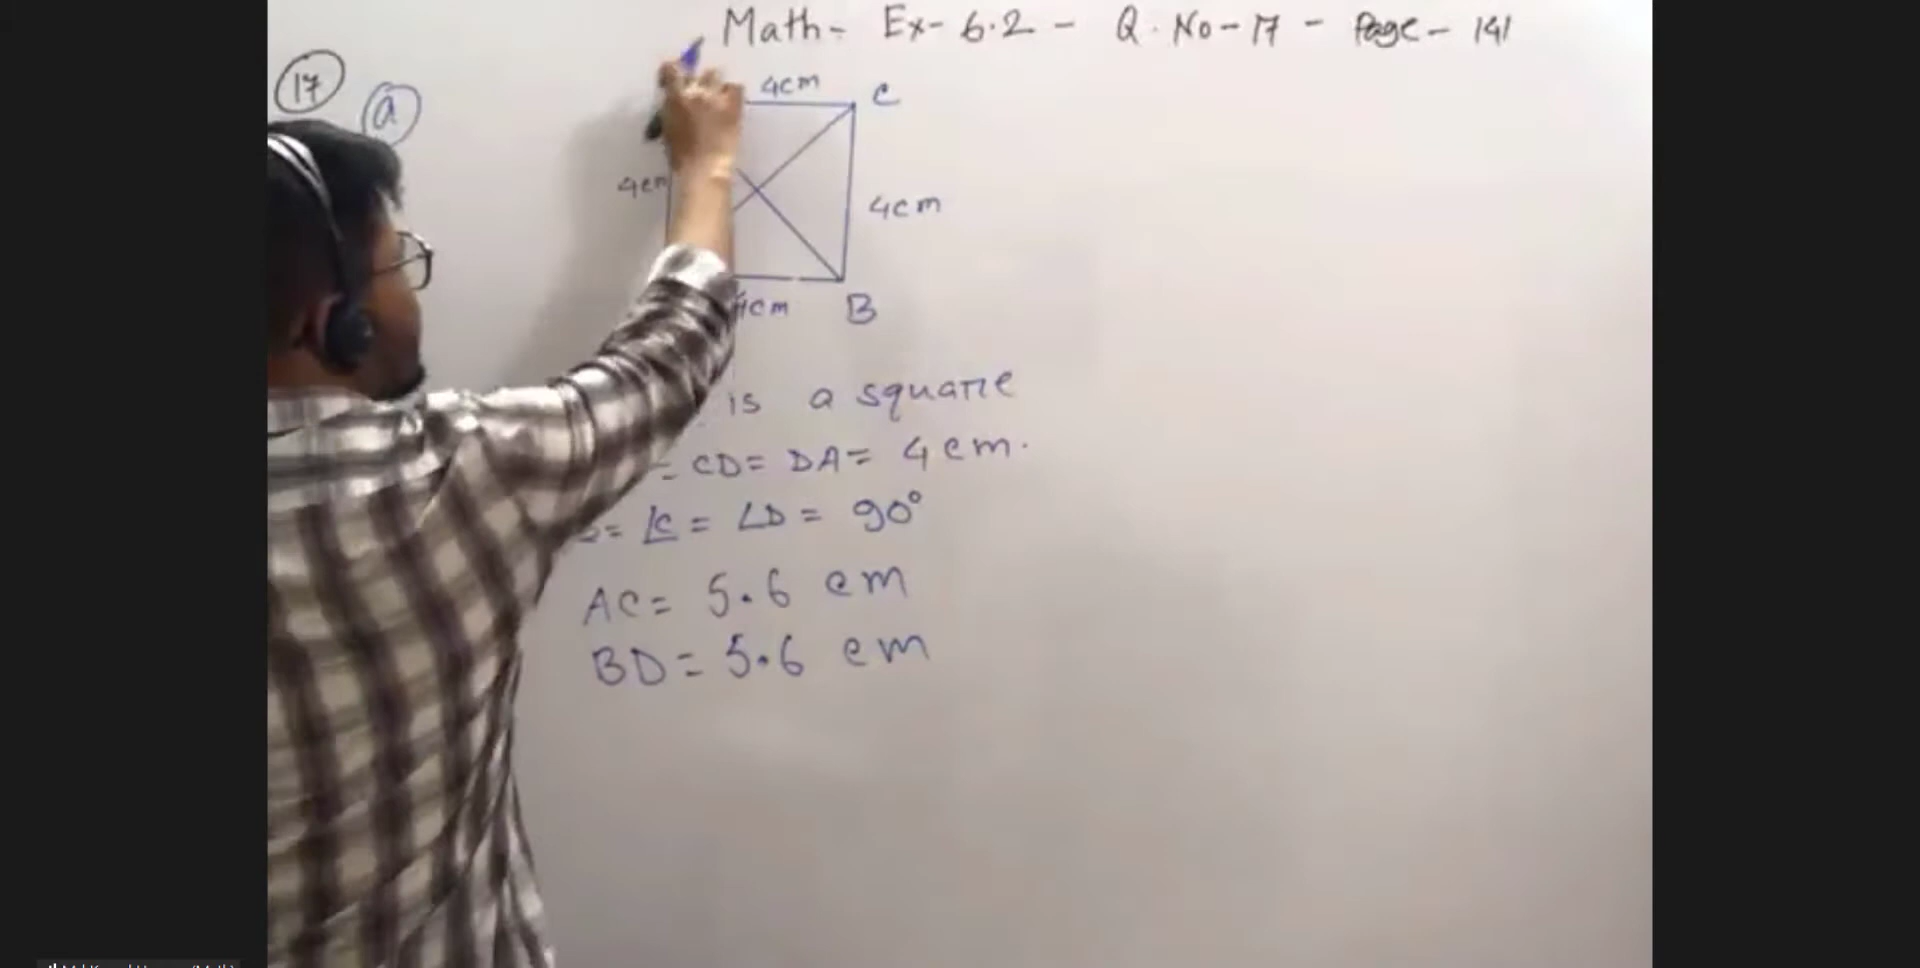 Math- Ex- 6.2 - Q. No-17 - Page- 141
17
a
4cm C
4cm
4cm
4cm B
is a square
= CD= DA= 4cm.
= ∠C = ∠D = 90°
AC= 5.6 cm
BD= 5.6 cm